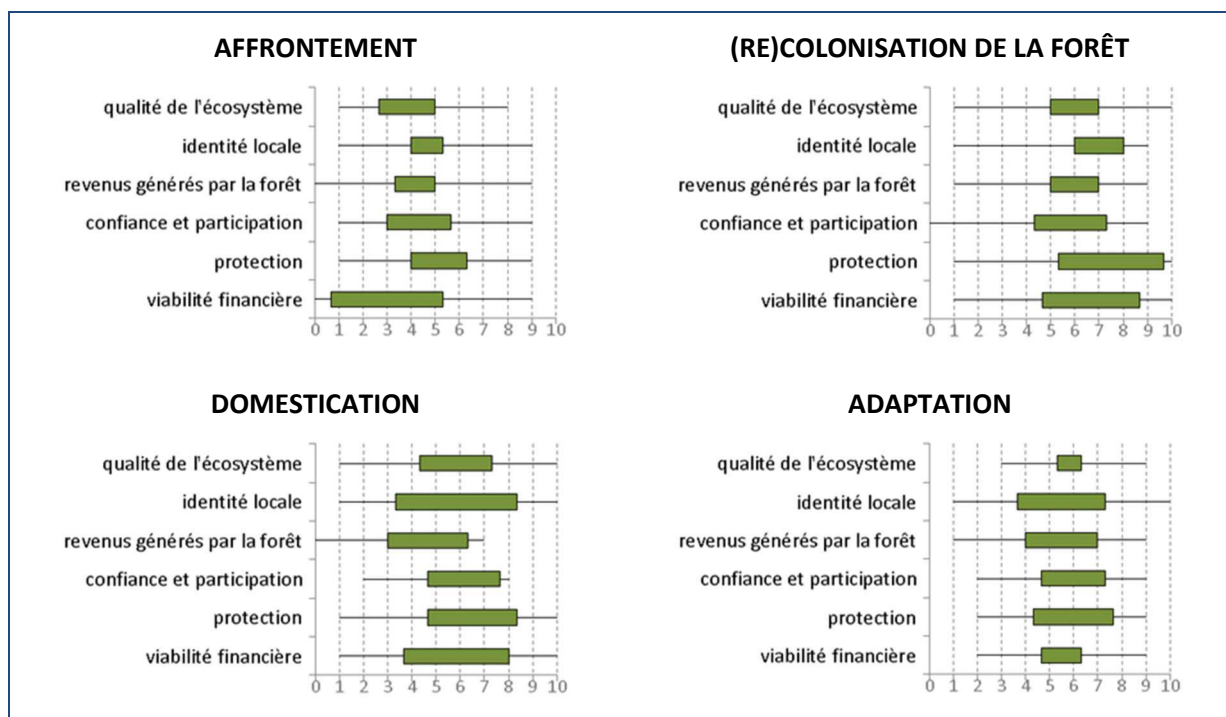 AFFRONTEMENT
qualité de l'écosystème
identité locale
revenus générés par la forêt
confiance et participation
protection
viabilité financière
0 1 2 3 4 5 6 7 8 9 10
(RE)COLONISATION DE LA FORÊT
qualité de l'écosystème
identité locale
revenus générés par la forêt
confiance et participation
protection
viabilité financière
0 1 2 3 4 5 6 7 8 9 10
DOMESTICATION
qualité de l'écosystème
identité locale
revenus générés par la forêt
confiance et participation
protection
viabilité financière
0 1 2 3 4 5 6 7 8 9 10
ADAPTATION
qualité de l'écosystème
identité locale
revenus générés par la forêt
confiance et participation
protection
viabilité financière
0 1 2 3 4 5 6 7 8 9 10